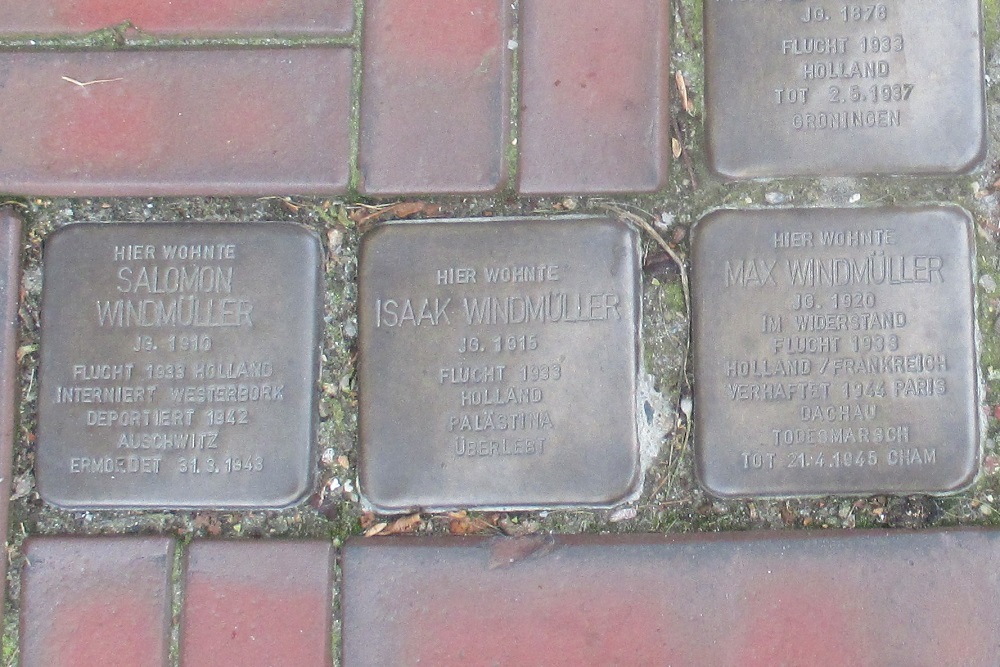 JG. 1878
FLUCHT 1933
HOLLAND
TOT 2.6.1937
GRONINGEN
HIER WOHNTE
SALOMON
WINDMÜLLER
JG. 1910
FLUCHT 1933 HOLLAND
INTERNIERT WESTERBORK
DEPORTIERT 1942
AUSCHWITZ
ERMORDET 31.3.1943
HIER WOHNTE
ISAAK WINDMÜLLER
JG. 1915
FLUCHT 1933
HOLLAND
PALÄSTINA
ÜBERLEBT
HIER WOHNTE
MAX WINDMÜLLER
JG. 1920
IM WIDERSTAND
FLUCHT 1933
HOLLAND / FRANKREICH
VERHAFTET 1944 PARIS
DACHAU
TODESMARSCH
TOT 21.4.1945 CHAM